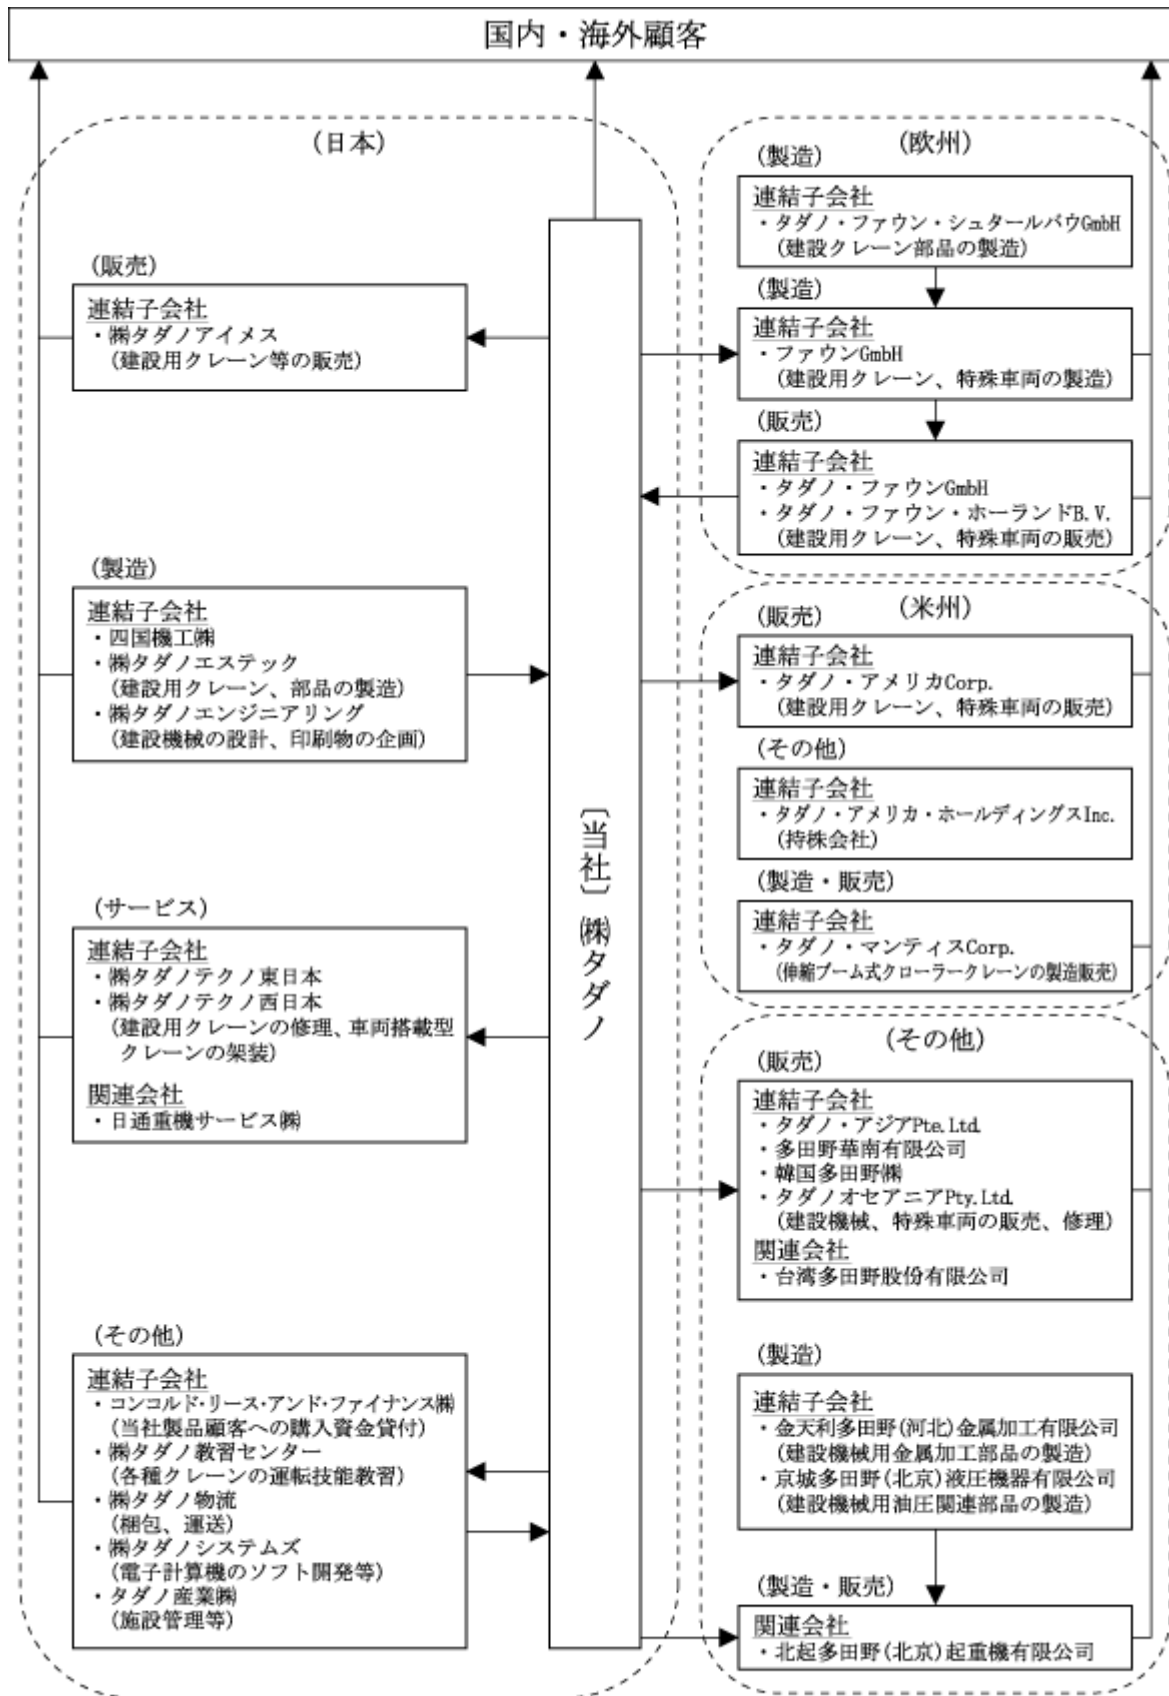 国内・海外顧客
(日本)
(販売)
連結子会社
・㈱タダノアイメス
(建設用クレーン等の販売)
(製造)
連結子会社
・四国機工㈱
・㈱タダノエステック
(建設用クレーン、部品の製造)
・㈱タダノエンジニアリング
(建設機械の設計、印刷物の企画)
(サービス)
連結子会社
・㈱タダノテクノ東日本
・㈱タダノテクノ西日本
(建設用クレーンの修理、車両搭載型
クレーンの架装)
関連会社
・日通重機サービス㈱
(その他)
連結子会社
・コンコルド・リース・アンド・ファイナンス㈱
(当社製品顧客への購入資金貸付)
・㈱タダノ教習センター
(各種クレーンの運転技能教習)
・㈱タダノ物流
(梱包、運送)
・㈱タダノシステムズ
(電子計算機のソフト開発等)
・タダノ産業㈱
(施設管理等)
〔当社〕㈱タダノ
(欧州)
(製造)
連結子会社
・タダノ・ファウン・シュタールバウGmbH
(建設クレーン部品の製造)
(製造)
連結子会社
・ファウンGmbH
(建設用クレーン、特殊車両の製造)
(販売)
連結子会社
・タダノ・ファウンGmbH
・タダノ・ファウン・ホーランドB.V.
(建設用クレーン、特殊車両の販売)
(米州)
(販売)
連結子会社
・タダノ・アメリカCorp.
(建設用クレーン、特殊車両の販売)
(その他)
連結子会社
・タダノ・アメリカ・ホールディングスInc.
(持株会社)
(製造・販売)
連結子会社
・タダノ・マンティスCorp.
(伸縮ブーム式クローラークレーンの製造販売)
(その他)
(販売)
連結子会社
・タダノ・アジアPte.Ltd.
・多田野華南有限公司
・韓国多田野㈱
・タダノオセアニアPty.Ltd.
(建設機械、特殊車両の販売、修理)
関連会社
・台湾多田野股份有限公司
(製造)
連結子会社
・金天利多田野(河北)金属加工有限公司
(建設機械用金属加工部品の製造)
・京城多田野(北京)液圧機器有限公司
(建設機械用油圧関連部品の製造)
(製造・販売)
関連会社
・北起多田野(北京)起重機有限公司